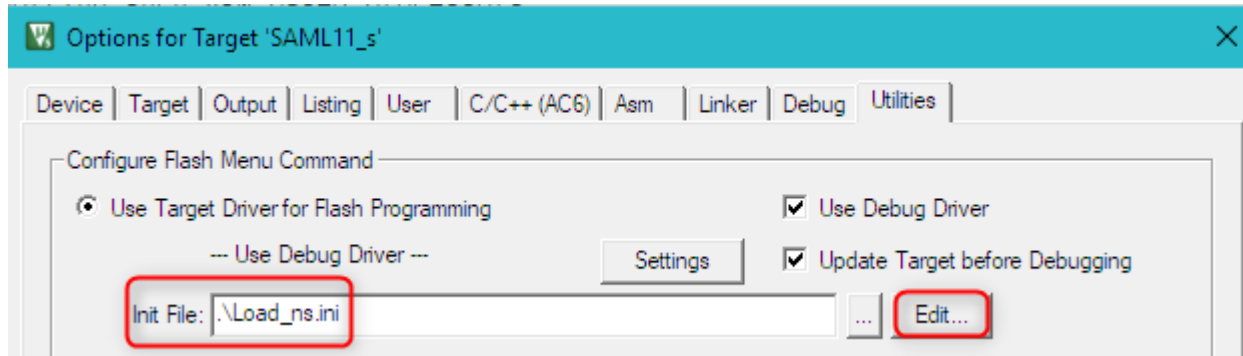 Options for Target 'SAML11_s'
Device Target Output Listing User C/C++ (AC6) Asm Linker Debug Utilities
Configure Flash Menu Command
Use Target Driver for Flash Programming Use Debug Driver
--- Use Debug Driver --- Settings Update Target before Debugging
Init File: .\Load_ns.ini ... Edit...